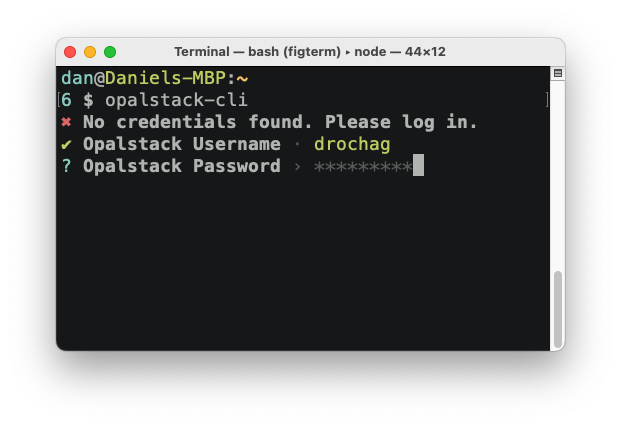 Terminal — bash (figterm) ▸ node — 44×12
dan@Daniels-MBP:~
[6 $ opalstack-cli ]
✖ No credentials found. Please log in.
✔ Opalstack Username · drochag
? Opalstack Password › *********